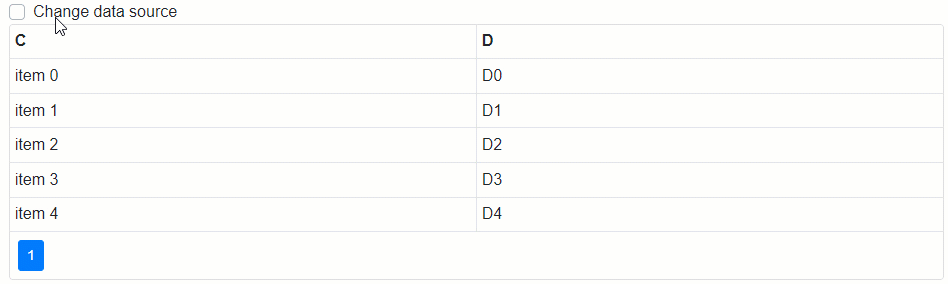 Change data source
C D
item 0 D0
item 1 D1
item 2 D2
item 3 D3
item 4 D4
1